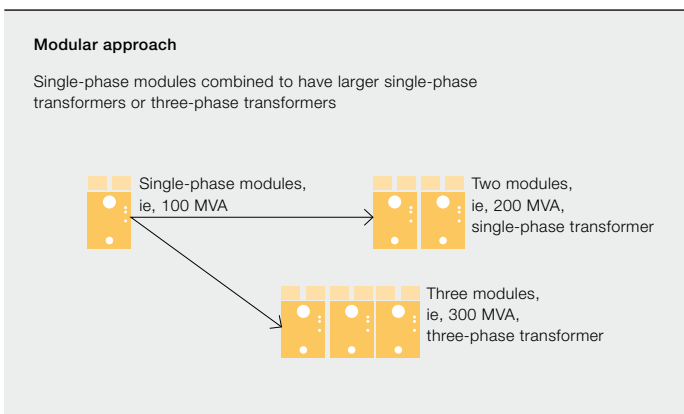 Modular approach
Single-phase modules combined to have larger single-phase
transformers or three-phase transformers
Single-phase modules,
ie, 100 MVA
Two modules,
ie, 200 MVA,
single-phase transformer
Three modules,
ie, 300 MVA,
three-phase transformer